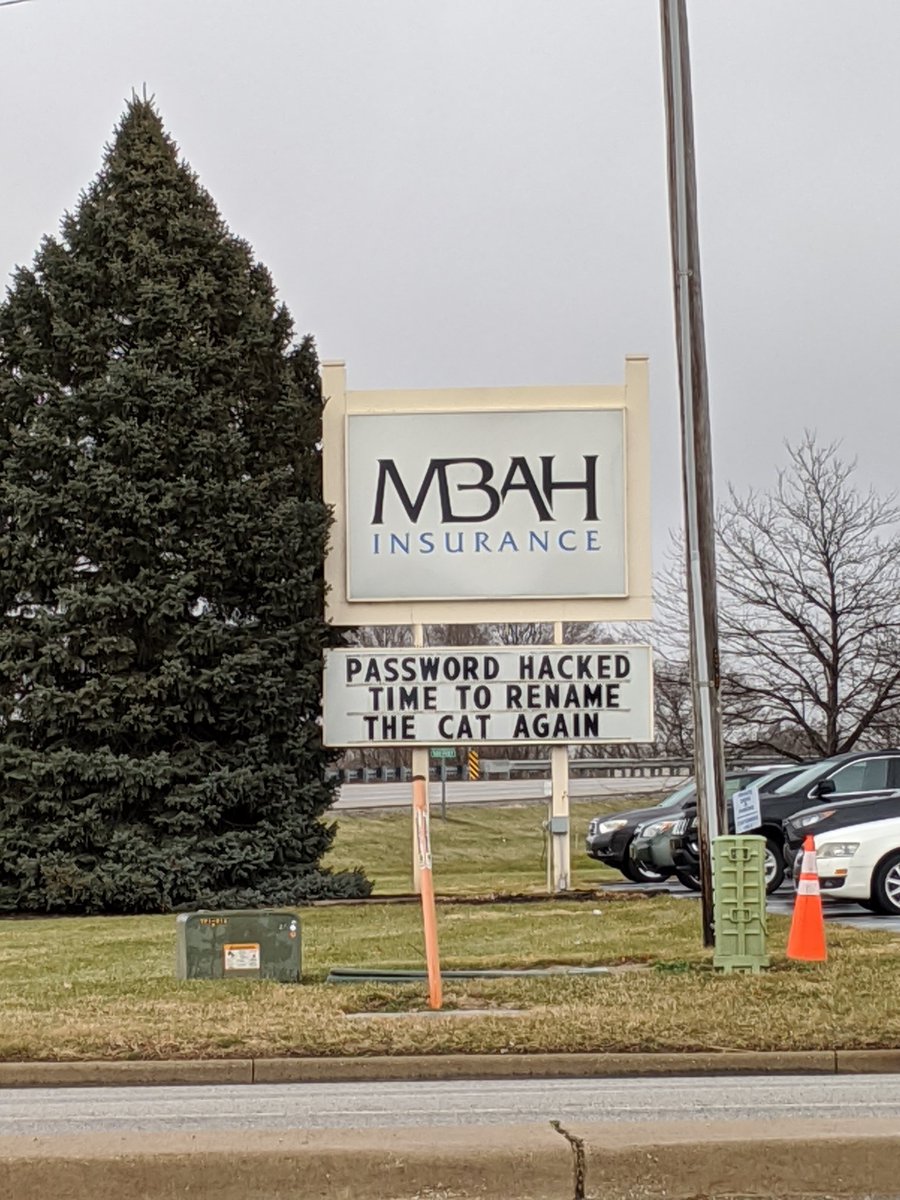 MBAH
INSURANCE
PASSWORD HACKED
TIME TO RENAME
THE CAT AGAIN